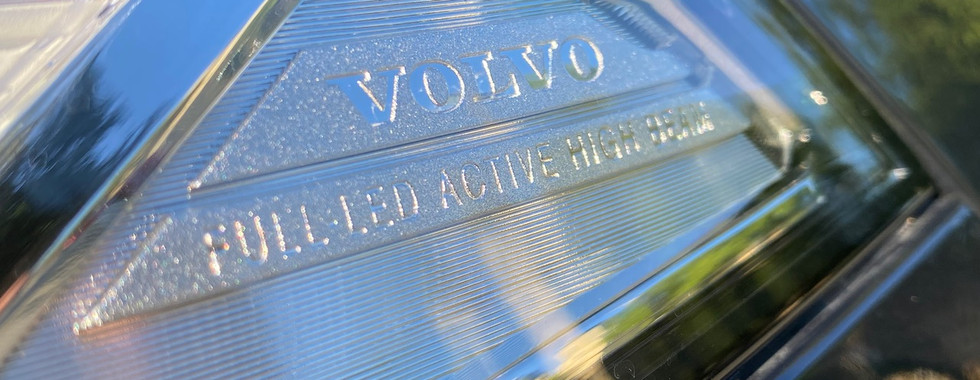 VOLVO
FULL-LED ACTIVE HIGH BEAM